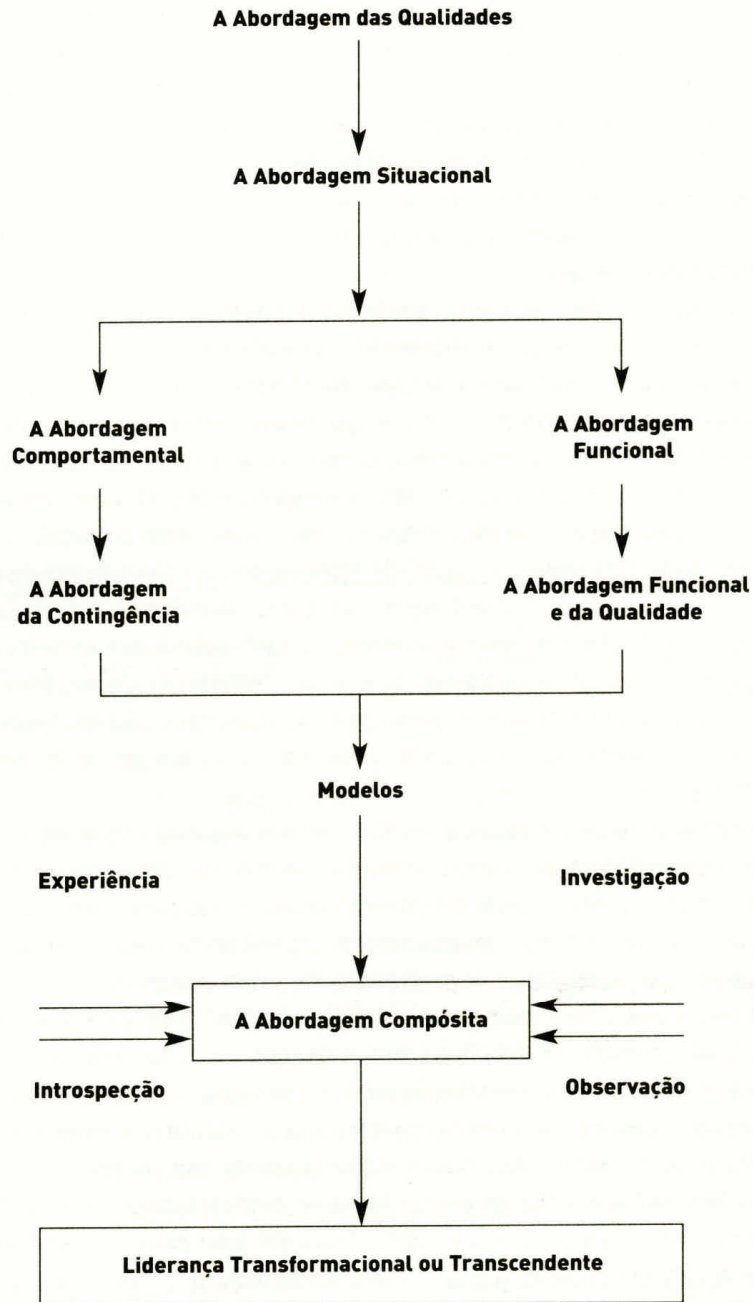 A Abordagem das Qualidades
A Abordagem Situacional
A Abordagem
Comportamental
A Abordagem
Funcional
A Abordagem
da Contingência
A Abordagem Funcional
e da Qualidade
Modelos
Experiência
Investigação
A Abordagem Compósita
Introspecção
Observação
Liderança Transformacional ou Transcendente